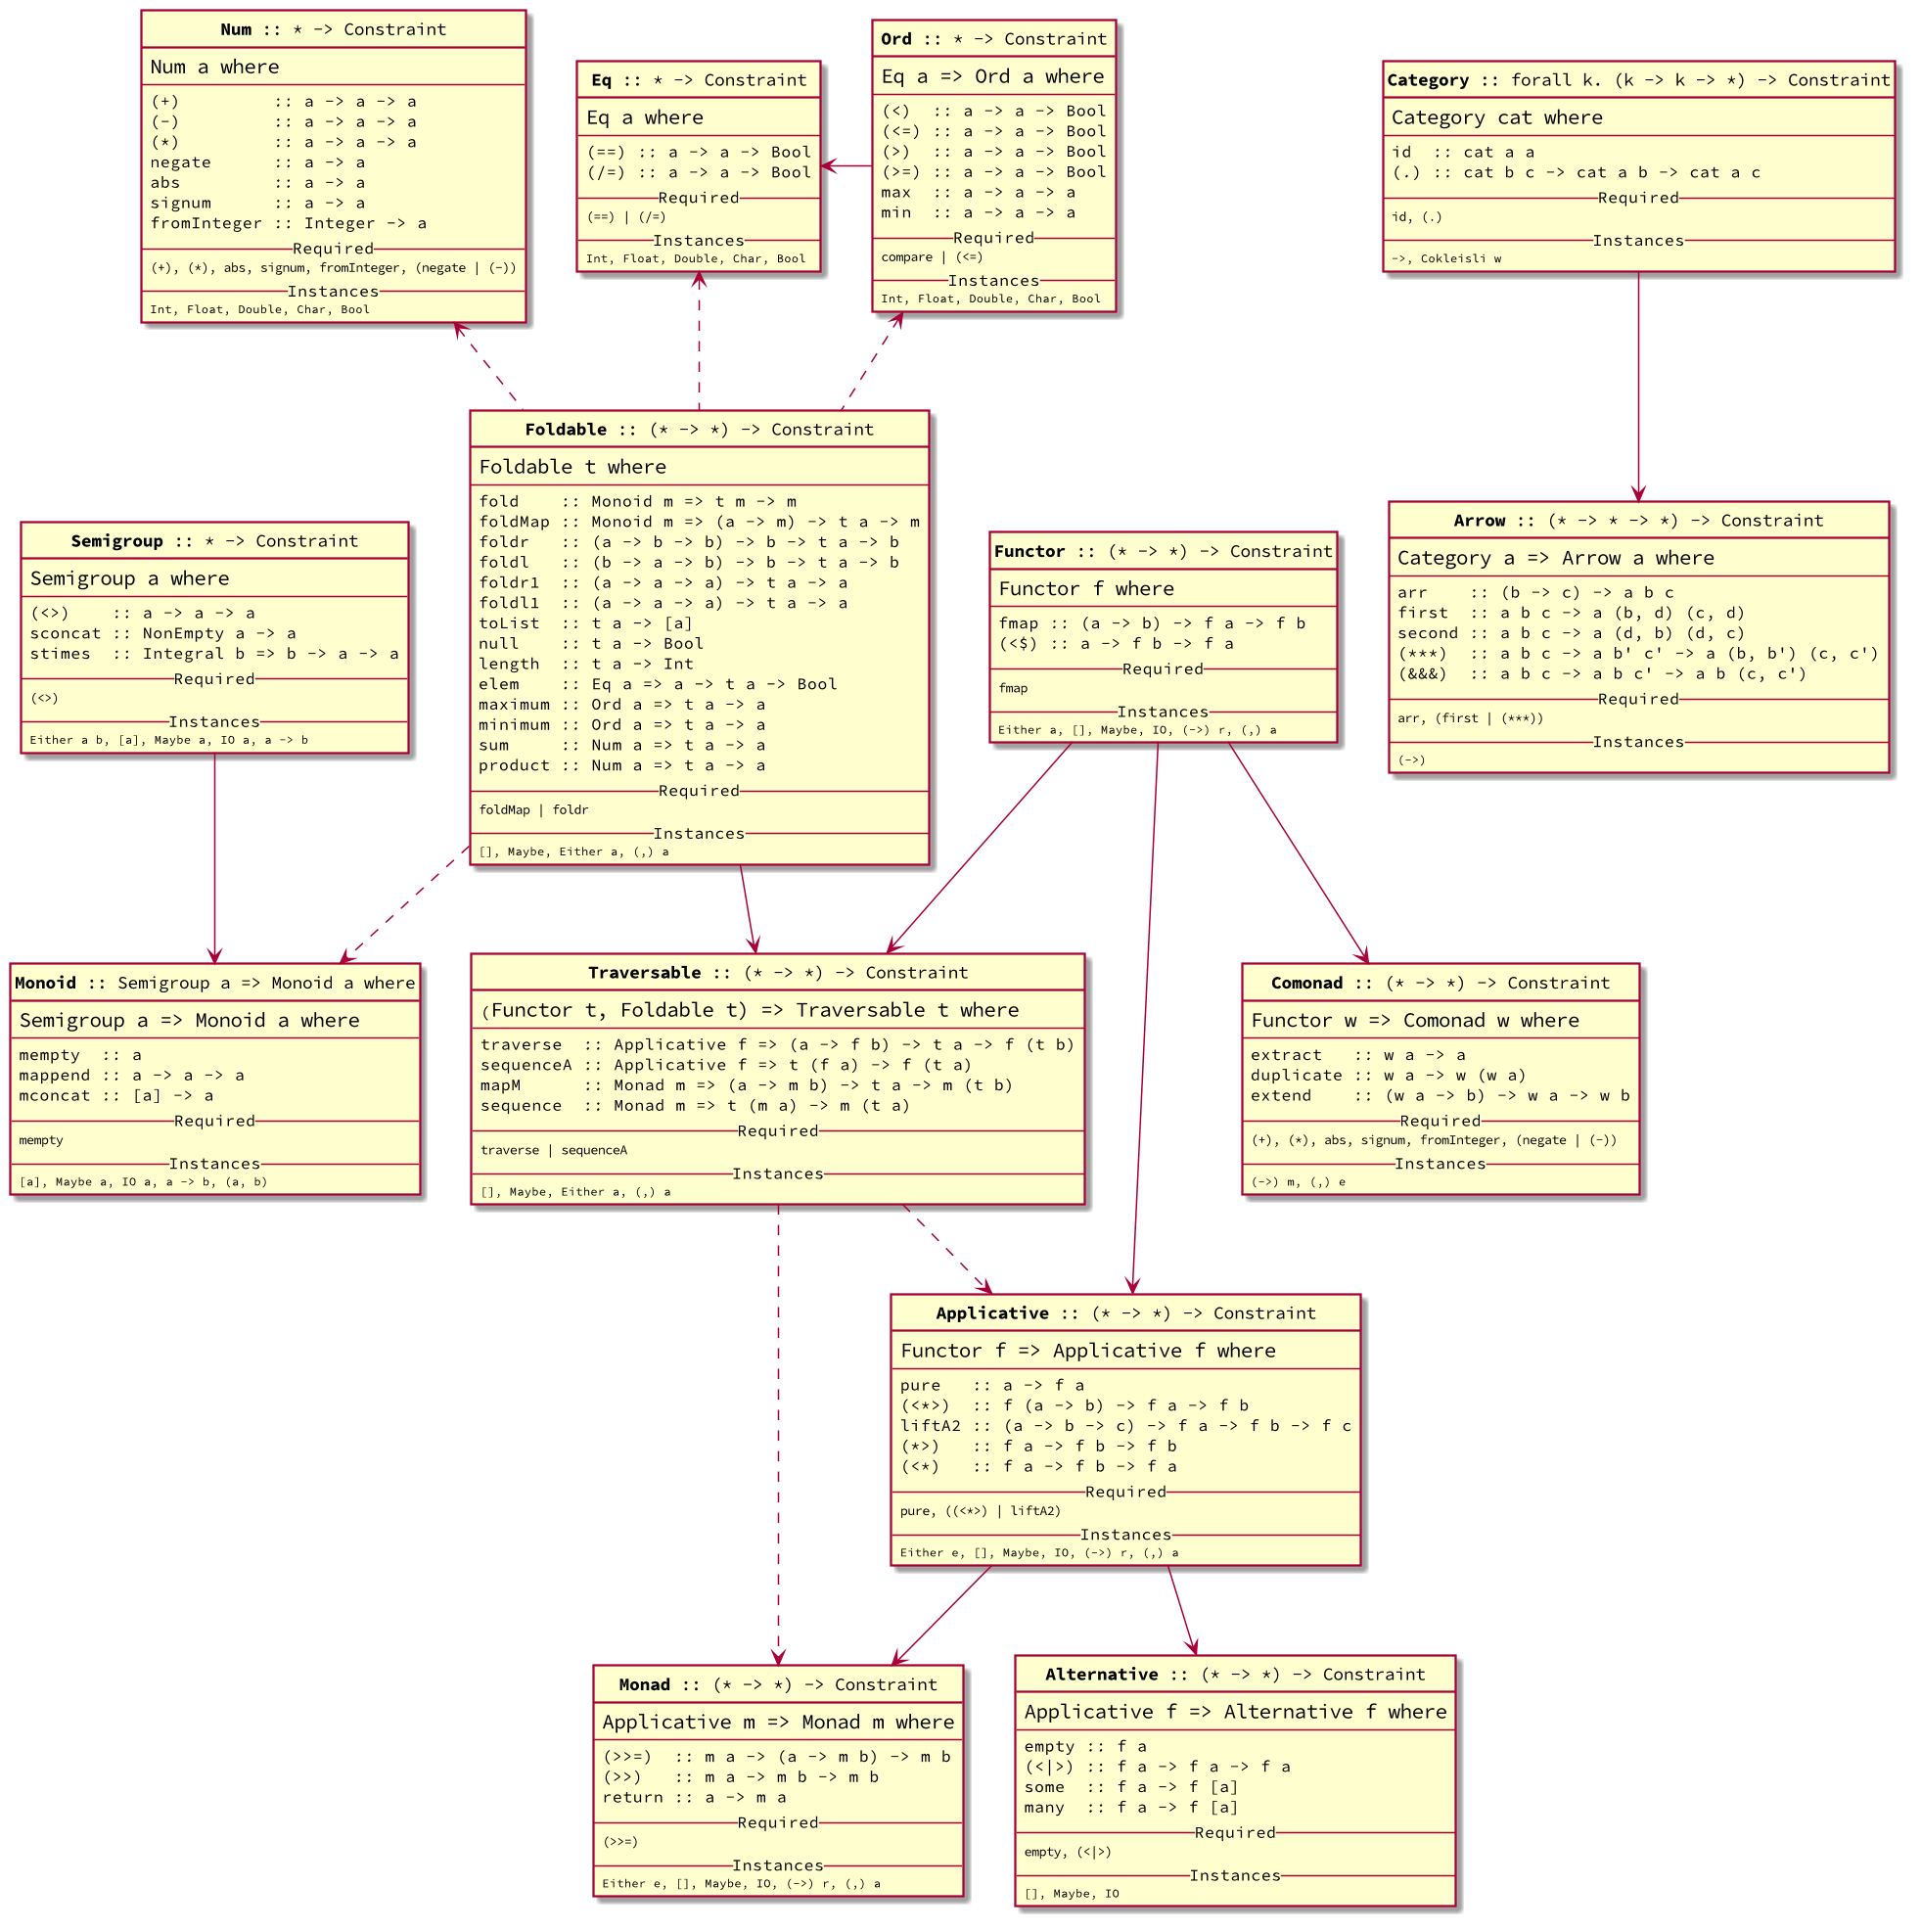 Num :: * -> Constraint
Num a where
(+)         :: a -> a -> a
(-)         :: a -> a -> a
(*)         :: a -> a -> a
negate      :: a -> a
abs         :: a -> a
signum      :: a -> a
fromInteger :: Integer -> a
Required
(+), (*), abs, signum, fromInteger, (negate | (-))
Instances
Int, Float, Double, Char, Bool
Eq :: * -> Constraint
Eq a where
(==) :: a -> a -> Bool
(/=) :: a -> a -> Bool
Required
(==) | (/=)
Instances
Int, Float, Double, Char, Bool
Ord :: * -> Constraint
Eq a => Ord a where
(<)  :: a -> a -> Bool
(<=) :: a -> a -> Bool
(>)  :: a -> a -> Bool
(>=) :: a -> a -> Bool
max  :: a -> a -> a
min  :: a -> a -> a
Required
compare | (<=)
Instances
Int, Float, Double, Char, Bool
Category :: forall k. (k -> k -> *) -> Constraint
Category cat where
id  :: cat a a
(.) :: cat b c -> cat a b -> cat a c
Required
id, (.)
Instances
->, Cokleisli w
Foldable :: (* -> *) -> Constraint
Foldable t where
fold    :: Monoid m => t m -> m
foldMap :: Monoid m => (a -> m) -> t a -> m
foldr   :: (a -> b -> b) -> b -> t a -> b
foldl   :: (b -> a -> b) -> b -> t a -> b
foldr1  :: (a -> a -> a) -> t a -> a
foldl1  :: (a -> a -> a) -> t a -> a
toList  :: t a -> [a]
null    :: t a -> Bool
length  :: t a -> Int
elem    :: Eq a => a -> t a -> Bool
maximum :: Ord a => t a -> a
minimum :: Ord a => t a -> a
sum     :: Num a => t a -> a
product :: Num a => t a -> a
Required
foldMap | foldr
Instances
[], Maybe, Either a, (,) a
Semigroup :: * -> Constraint
Semigroup a where
(<>)    :: a -> a -> a
sconcat :: NonEmpty a -> a
stimes  :: Integral b => b -> a -> a
Required
(<>)
Instances
Either a b, [a], Maybe a, IO a, a -> b
Functor :: (* -> *) -> Constraint
Functor f where
fmap :: (a -> b) -> f a -> f b
(<$) :: a -> f b -> f a
Required
fmap
Instances
Either a, [], Maybe, IO, (->) r, (,) a
Arrow :: (* -> * -> *) -> Constraint
Category a => Arrow a where
arr    :: (b -> c) -> a b c
first  :: a b c -> a (b, d) (c, d)
second :: a b c -> a (d, b) (d, c)
(***)  :: a b c -> a b' c' -> a (b, b') (c, c')
(&&&)  :: a b c -> a b c' -> a b (c, c')
Required
arr, (first | (***))
Instances
(->)
Monoid :: Semigroup a => Monoid a where
Semigroup a => Monoid a where
mempty  :: a
mappend :: a -> a -> a
mconcat :: [a] -> a
Required
mempty
Instances
[a], Maybe a, IO a, a -> b, (a, b)
Traversable :: (* -> *) -> Constraint
(Functor t, Foldable t) => Traversable t where
traverse  :: Applicative f => (a -> f b) -> t a -> f (t b)
sequenceA :: Applicative f => t (f a) -> f (t a)
mapM      :: Monad m => (a -> m b) -> t a -> m (t b)
sequence  :: Monad m => t (m a) -> m (t a)
Required
traverse | sequenceA
Instances
[], Maybe, Either a, (,) a
Comonad :: (* -> *) -> Constraint
Functor w => Comonad w where
extract   :: w a -> a
duplicate :: w a -> w (w a)
extend    :: (w a -> b) -> w a -> w b
Required
(+), (*), abs, signum, fromInteger, (negate | (-))
Instances
(->) m, (,) e
Applicative :: (* -> *) -> Constraint
Functor f => Applicative f where
pure   :: a -> f a
(<*>)  :: f (a -> b) -> f a -> f b
liftA2 :: (a -> b -> c) -> f a -> f b -> f c
(*>)   :: f a -> f b -> f b
(<*)   :: f a -> f b -> f a
Required
pure, ((<*>) | liftA2)
Instances
Either e, [], Maybe, IO, (->) r, (,) a
Monad :: (* -> *) -> Constraint
Applicative m => Monad m where
(>>=)  :: m a -> (a -> m b) -> m b
(>>)   :: m a -> m b -> m b
return :: a -> m a
Required
(>>=)
Instances
Either e, [], Maybe, IO, (->) r, (,) a
Alternative :: (* -> *) -> Constraint
Applicative f => Alternative f where
empty :: f a
(<|>) :: f a -> f a -> f a
some  :: f a -> f [a]
many  :: f a -> f [a]
Required
empty, (<|>)
Instances
[], Maybe, IO